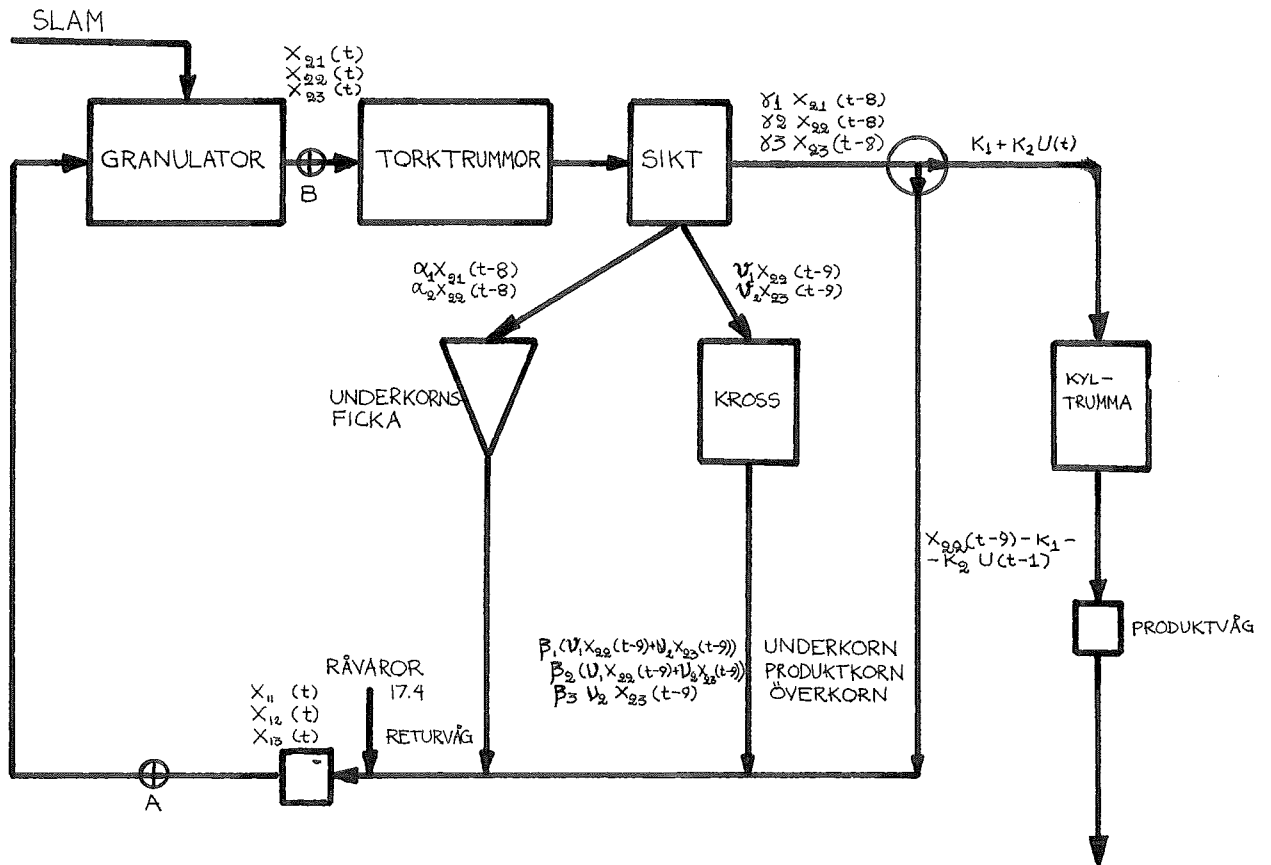 SLAM
X₂₁ (t)
X₂₂ (t)
X₂₃ (t)
GRANULATOR
B
TORKTRUMMOR
SIKT
γ1 X₂₁ (t-8)
γ2 X₂₂ (t-8)
γ3 X₂₃ (t-8)
K₁ + K₂ U(t)
α₁X₂₁ (t-8)
α₂X₂₂ (t-8)
ν₁X₂₂ (t-9)
ν₂X₂₃ (t-9)
UNDERKORNS
FICKA
KROSS
KYL-
TRUMMA
X₂₂ (t-9) - K₁ -
- K₂ U(t-1)
PRODUKTVÅG
β₁(ν₁X₂₂(t-9)+ν₂X₂₃(t-9))
β₂(ν₁X₂₂(t-9)+ν₂X₂₃(t-9))
β₃ ν₂ X₂₃ (t-9)
UNDERKORN
PRODUKTKORN
ÖVERKORN
RÅVAROR
17.4
X₁₁ (t)
X₁₂ (t)
X₁₃ (t)
RETURVÅG
A